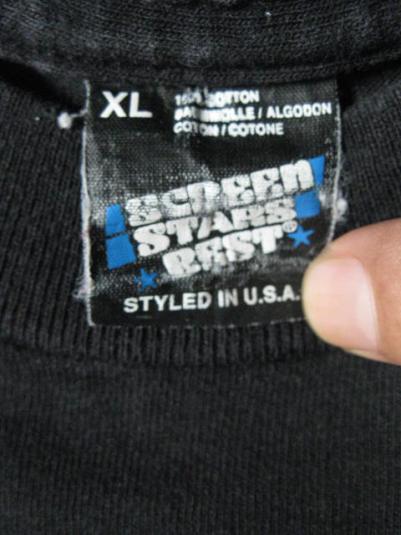 XL
100% COTTON
BAUMWOLLE / ALGODON
COTON / COTONE
SCREEN
STARS
BEST®
STYLED IN U.S.A.